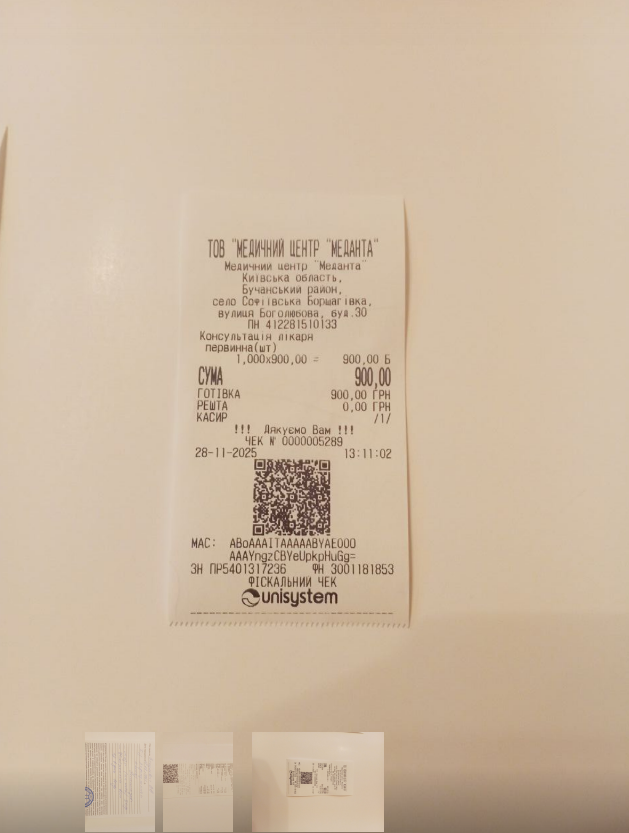 ТОВ "МЕДИЧНИЙ ЦЕНТР "МЕДАНТА"
Медичний центр "Меданта"
Київська область,
Бучанський район,
село Софіївська Борщагівка,
вулиця Боголюбова, буд.30
ПН 412281510133
Консультація лікаря
первинна(шт)
1,000x900,00 = 900,00 Б
СУМА 900,00
ГОТІВКА 900,00 ГРН
РЕШТА 0,00 ГРН
КАСИР /1/
!!! Дякуємо Вам !!!
ЧЕК № 0000005289
28-11-2025 13:11:02
МАС: ABoAAAITAAAAABYAEOOO
AAAYngzCBYeUpkpHuGg=
ЗН ПР5401317236 ФН 3001181853
ФІСКАЛЬНИЙ ЧЕК
unisystem